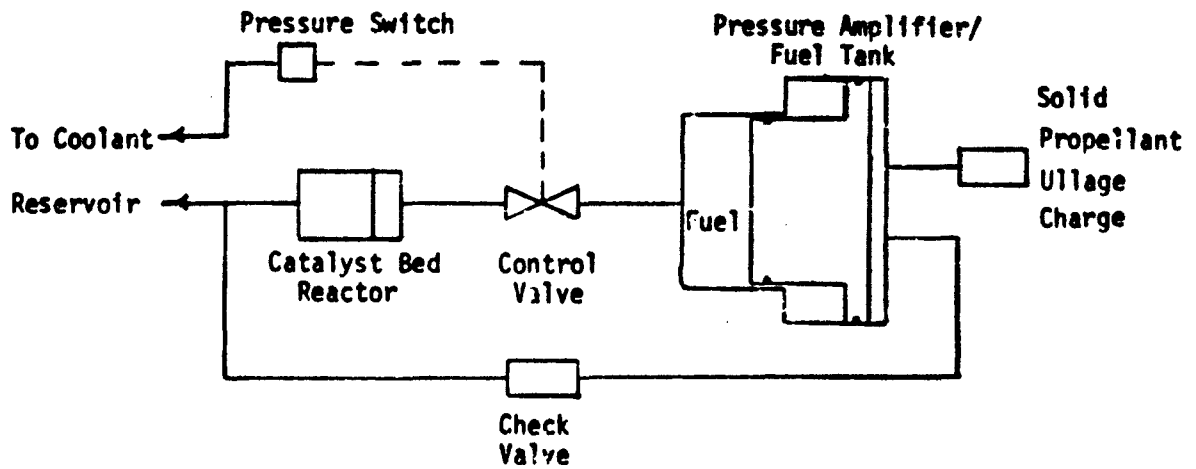 Pressure Switch
Pressure Amplifier/
Fuel Tank
Solid
Propellant
Ullage
Charge
To Coolant
Reservoir
Fuel
Catalyst Bed
Reactor
Control
Valve
Check
Valve